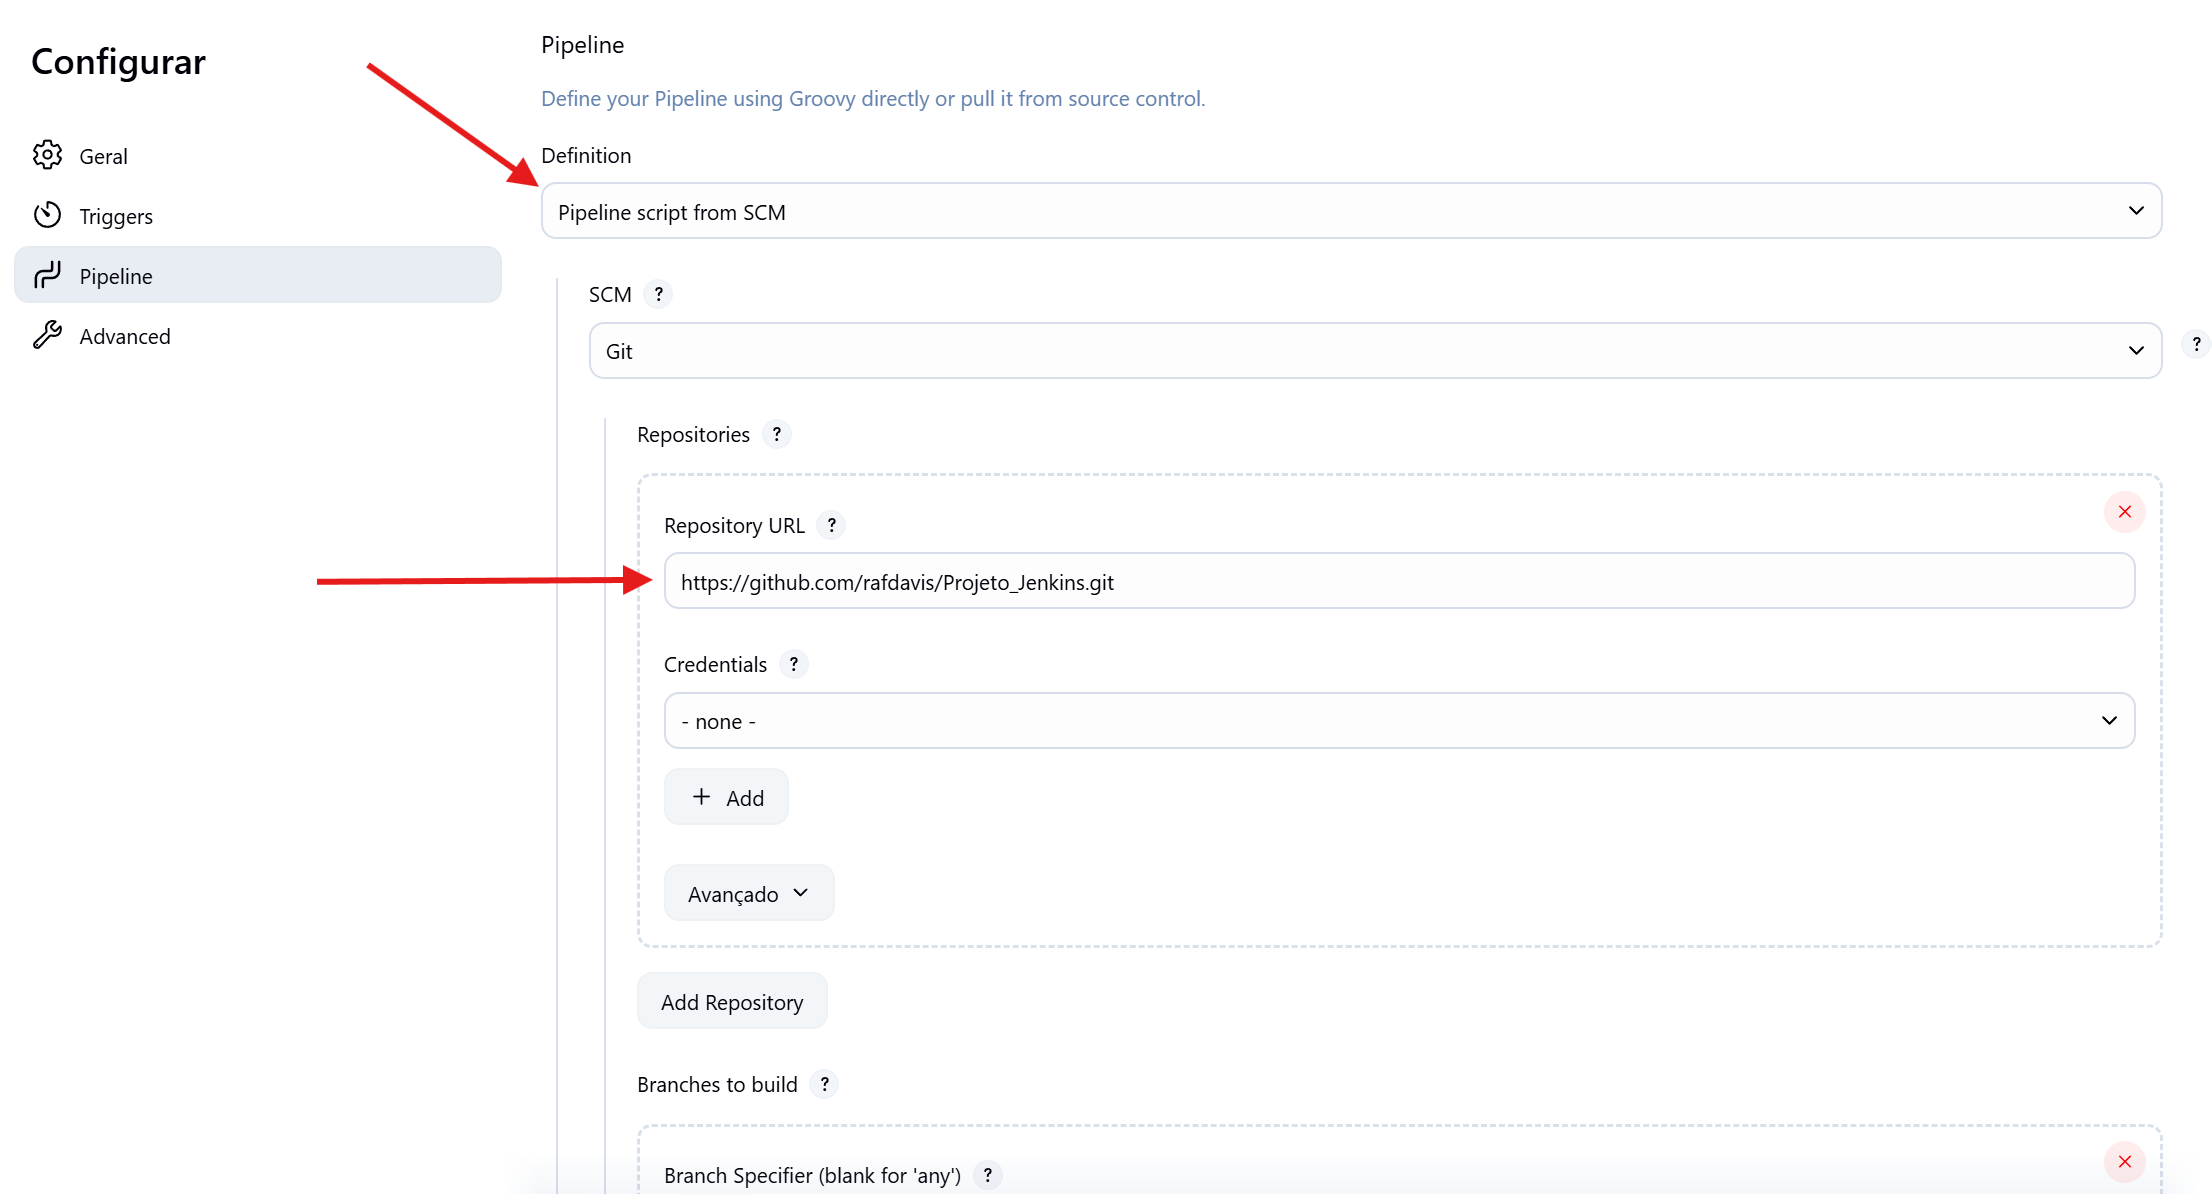 Configurar
Geral
Triggers
Pipeline
Advanced
Pipeline
Define your Pipeline using Groovy directly or pull it from source control.
Definition
Pipeline script from SCM
SCM ?
Git
?
Repositories ?
Repository URL ?
https://github.com/rafdavis/Projeto_Jenkins.git
Credentials ?
- none -
+ Add
Avançado
Add Repository
Branches to build ?
Branch Specifier (blank for 'any') ?